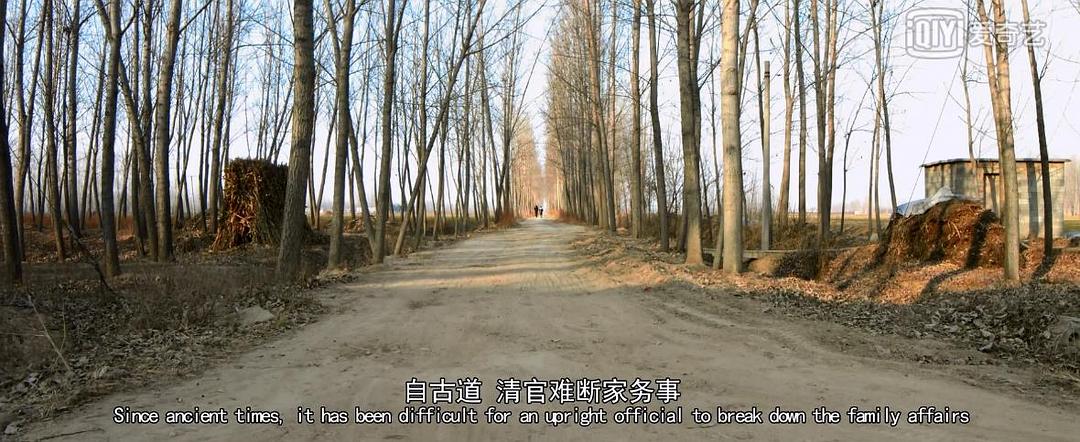 QIY 爱奇艺
自古道 清官难断家务事
Since ancient times, it has been difficult for an upright official to break down the family affairs